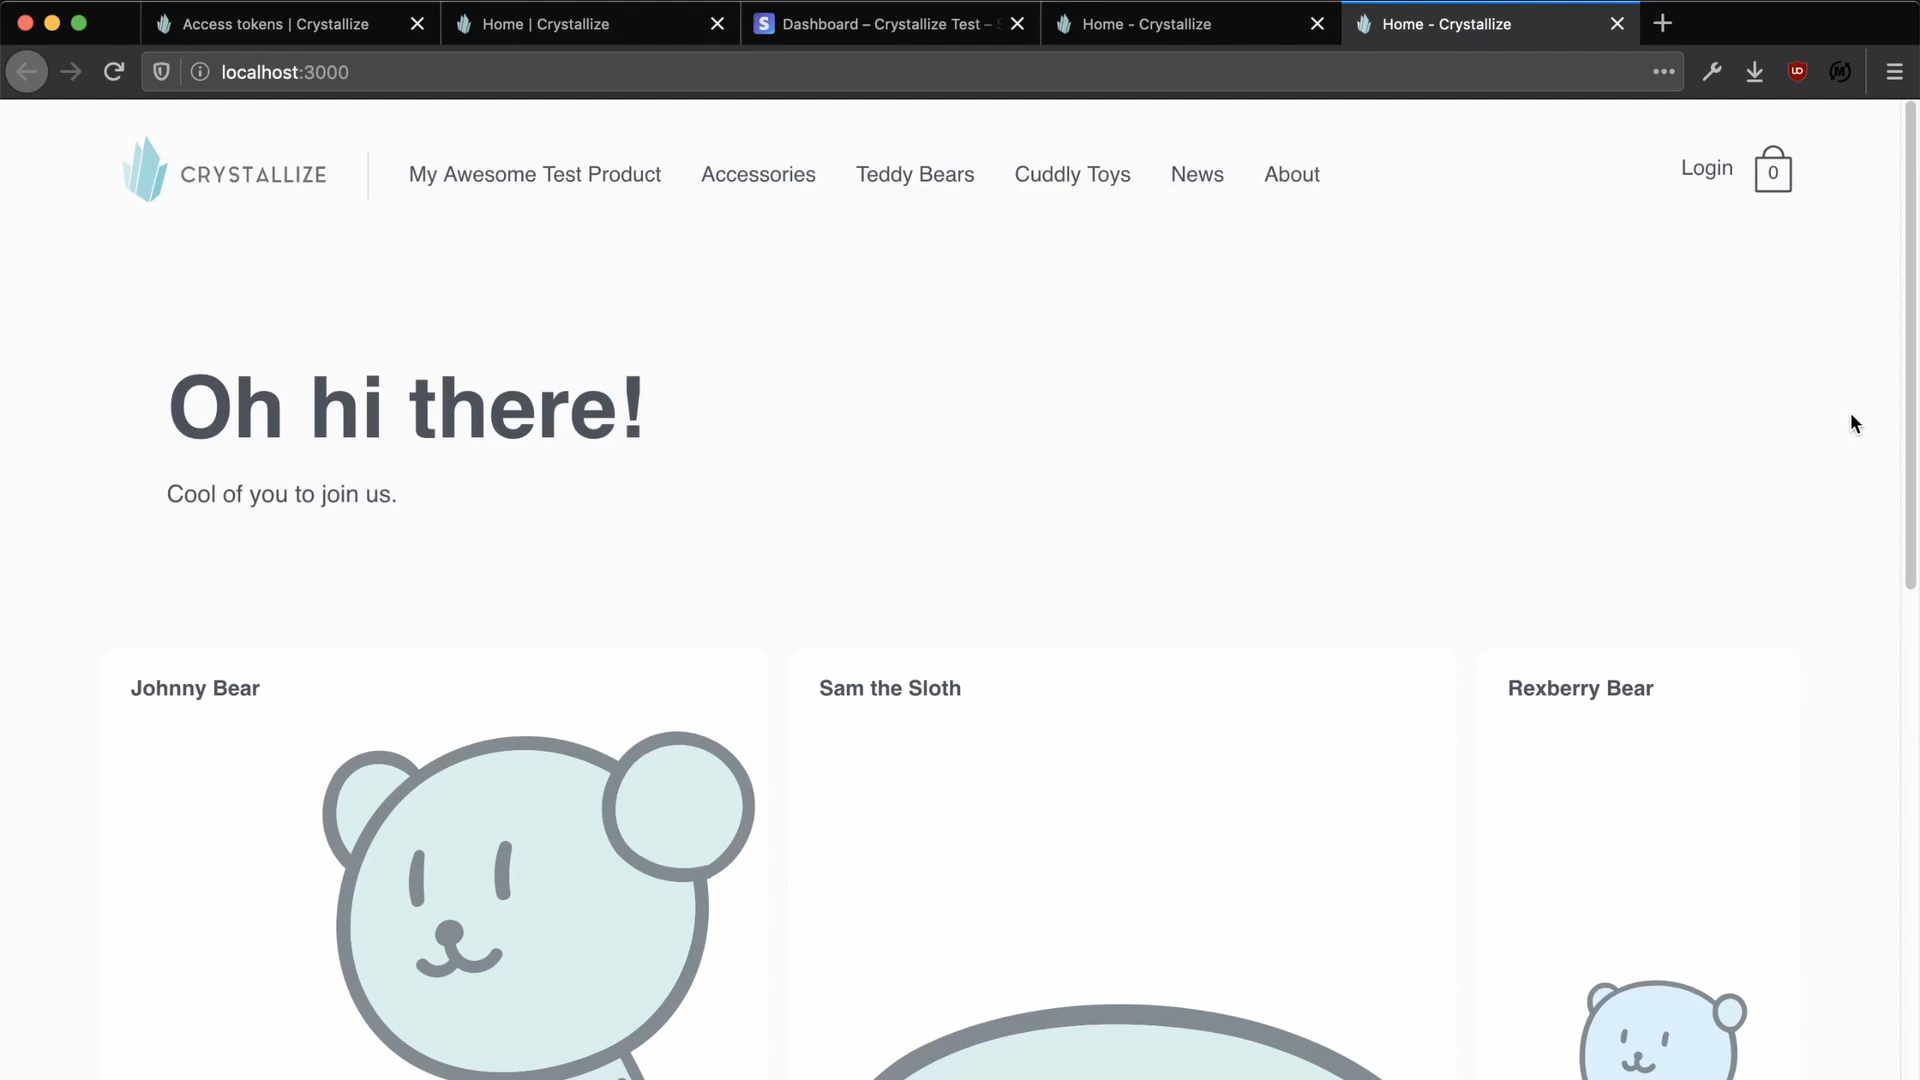 Access tokens | Crystallize
Home | Crystallize
Dashboard – Crystallize Test –
Home - Crystallize
Home - Crystallize
localhost:3000
CRYSTALLIZE
My Awesome Test Product
Accessories
Teddy Bears
Cuddly Toys
News
About
Login
0
Oh hi there!
Cool of you to join us.
Johnny Bear
Sam the Sloth
Rexberry Bear